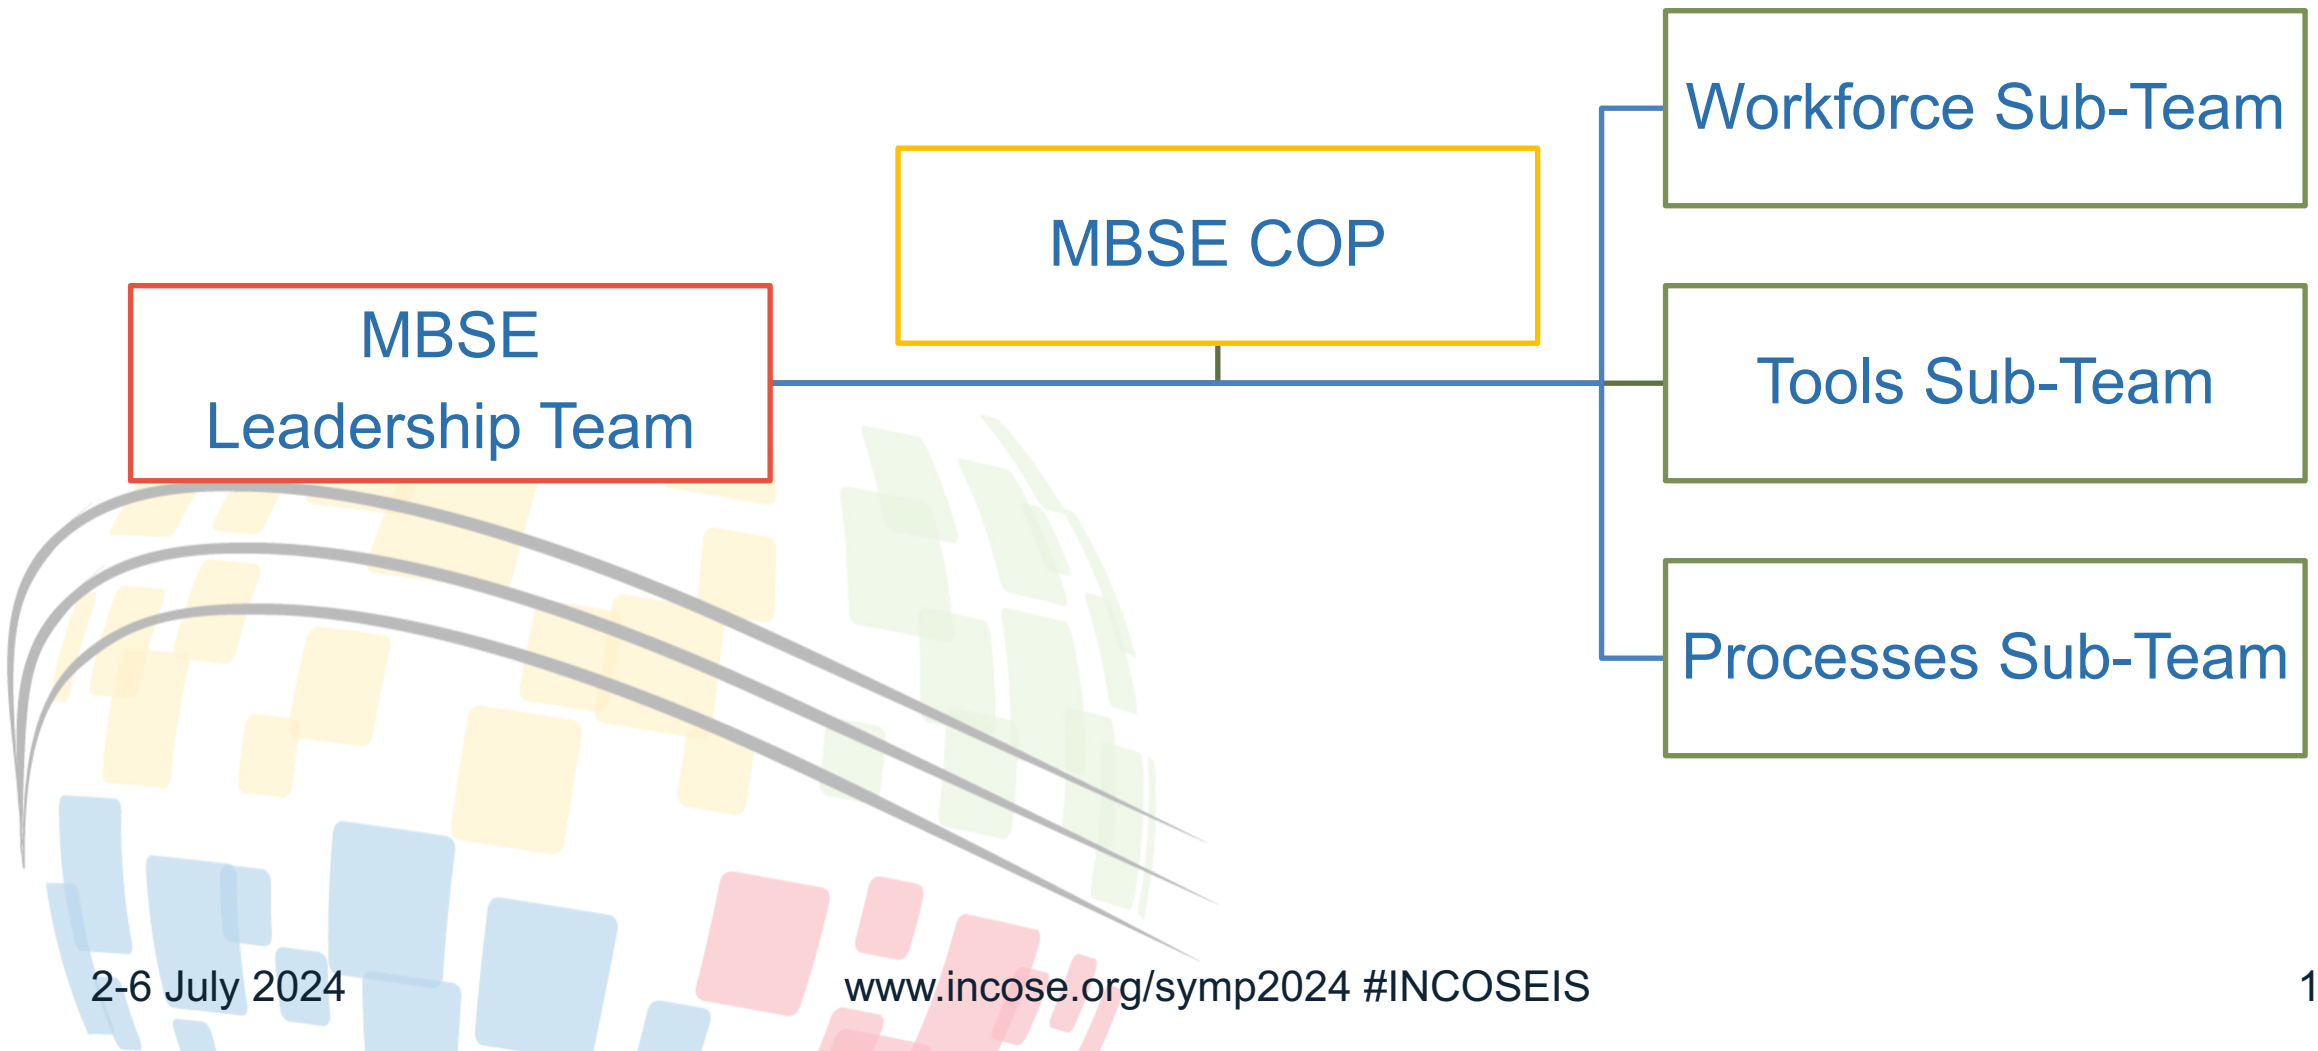 Workforce Sub-Team
MBSE COP
MBSE
Leadership Team
Tools Sub-Team
Processes Sub-Team
2-6 July 2024
www.incose.org/symp2024 #INCOSEIS
1